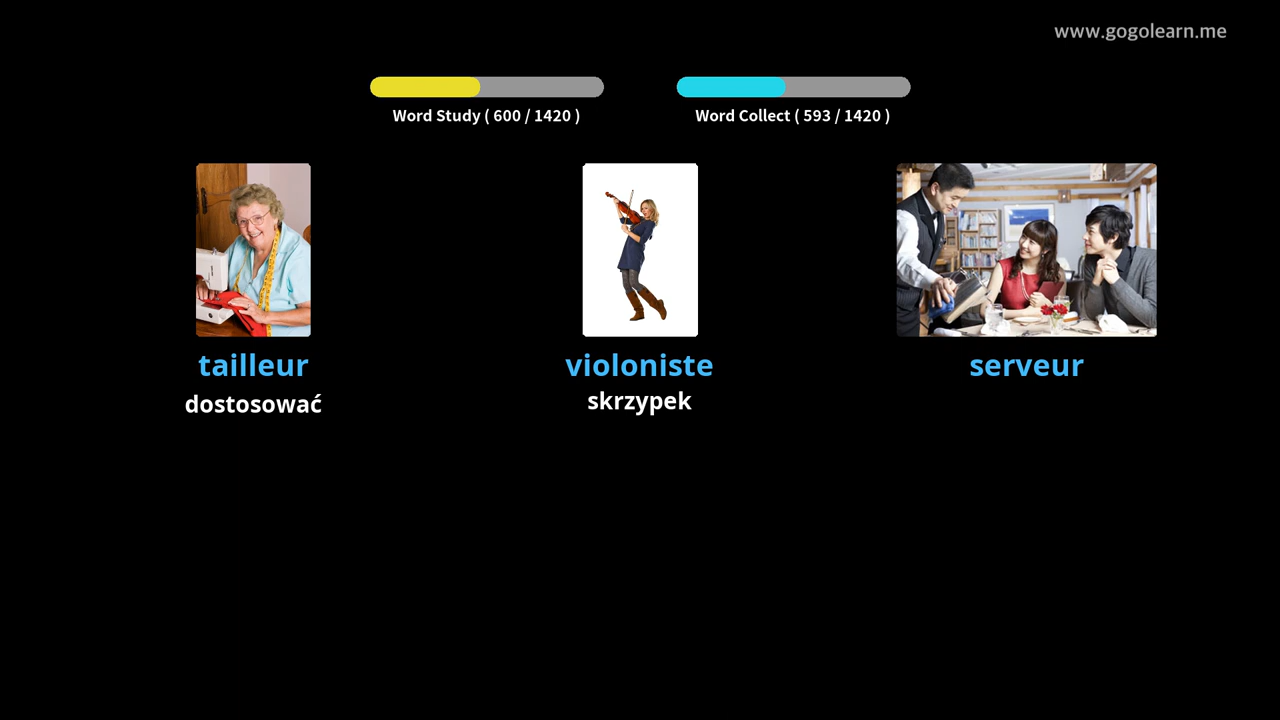 www.gogolearn.me
Word Study ( 600 / 1420 )
Word Collect ( 593 / 1420 )
tailleur
dostosować
violoniste
skrzypek
serveur